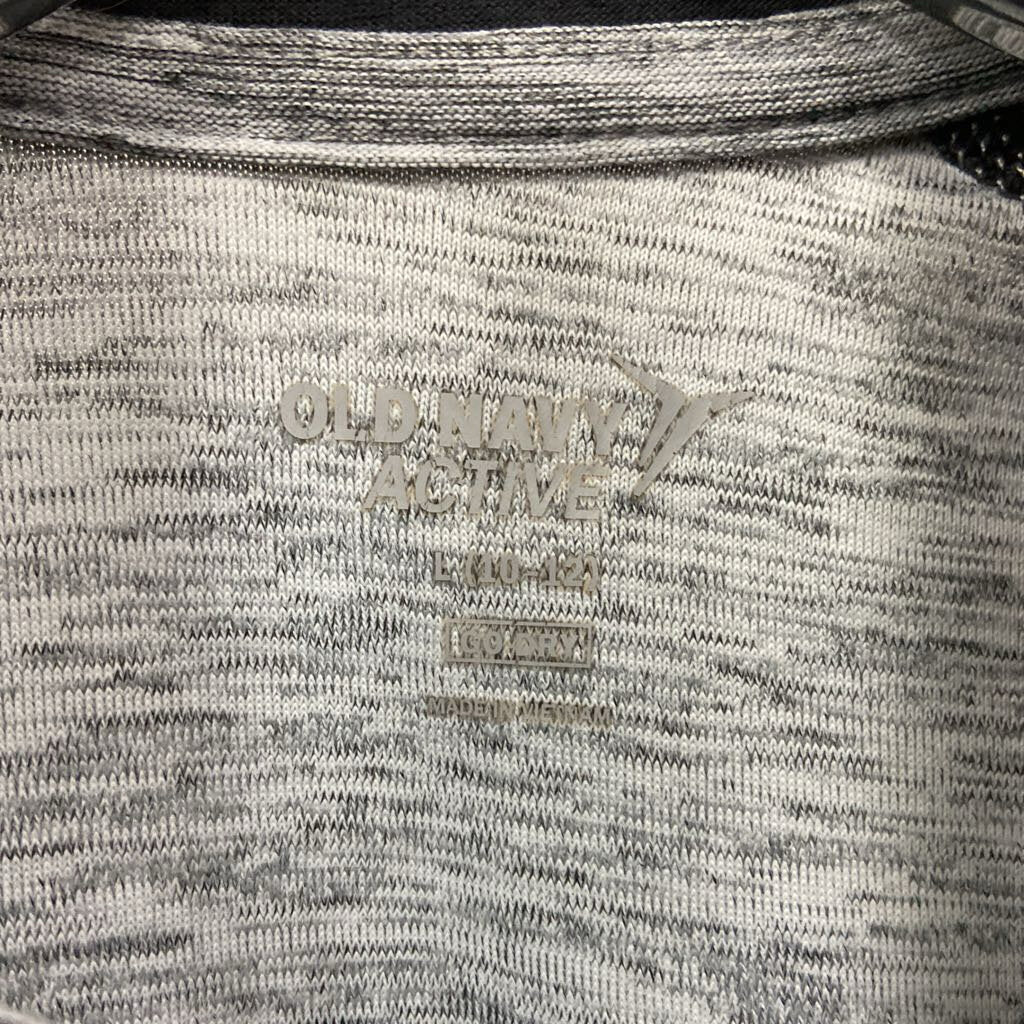 OLD NAVY
ACTIVE
L (10-12)
GO-DRY
MADE IN VIETNAM